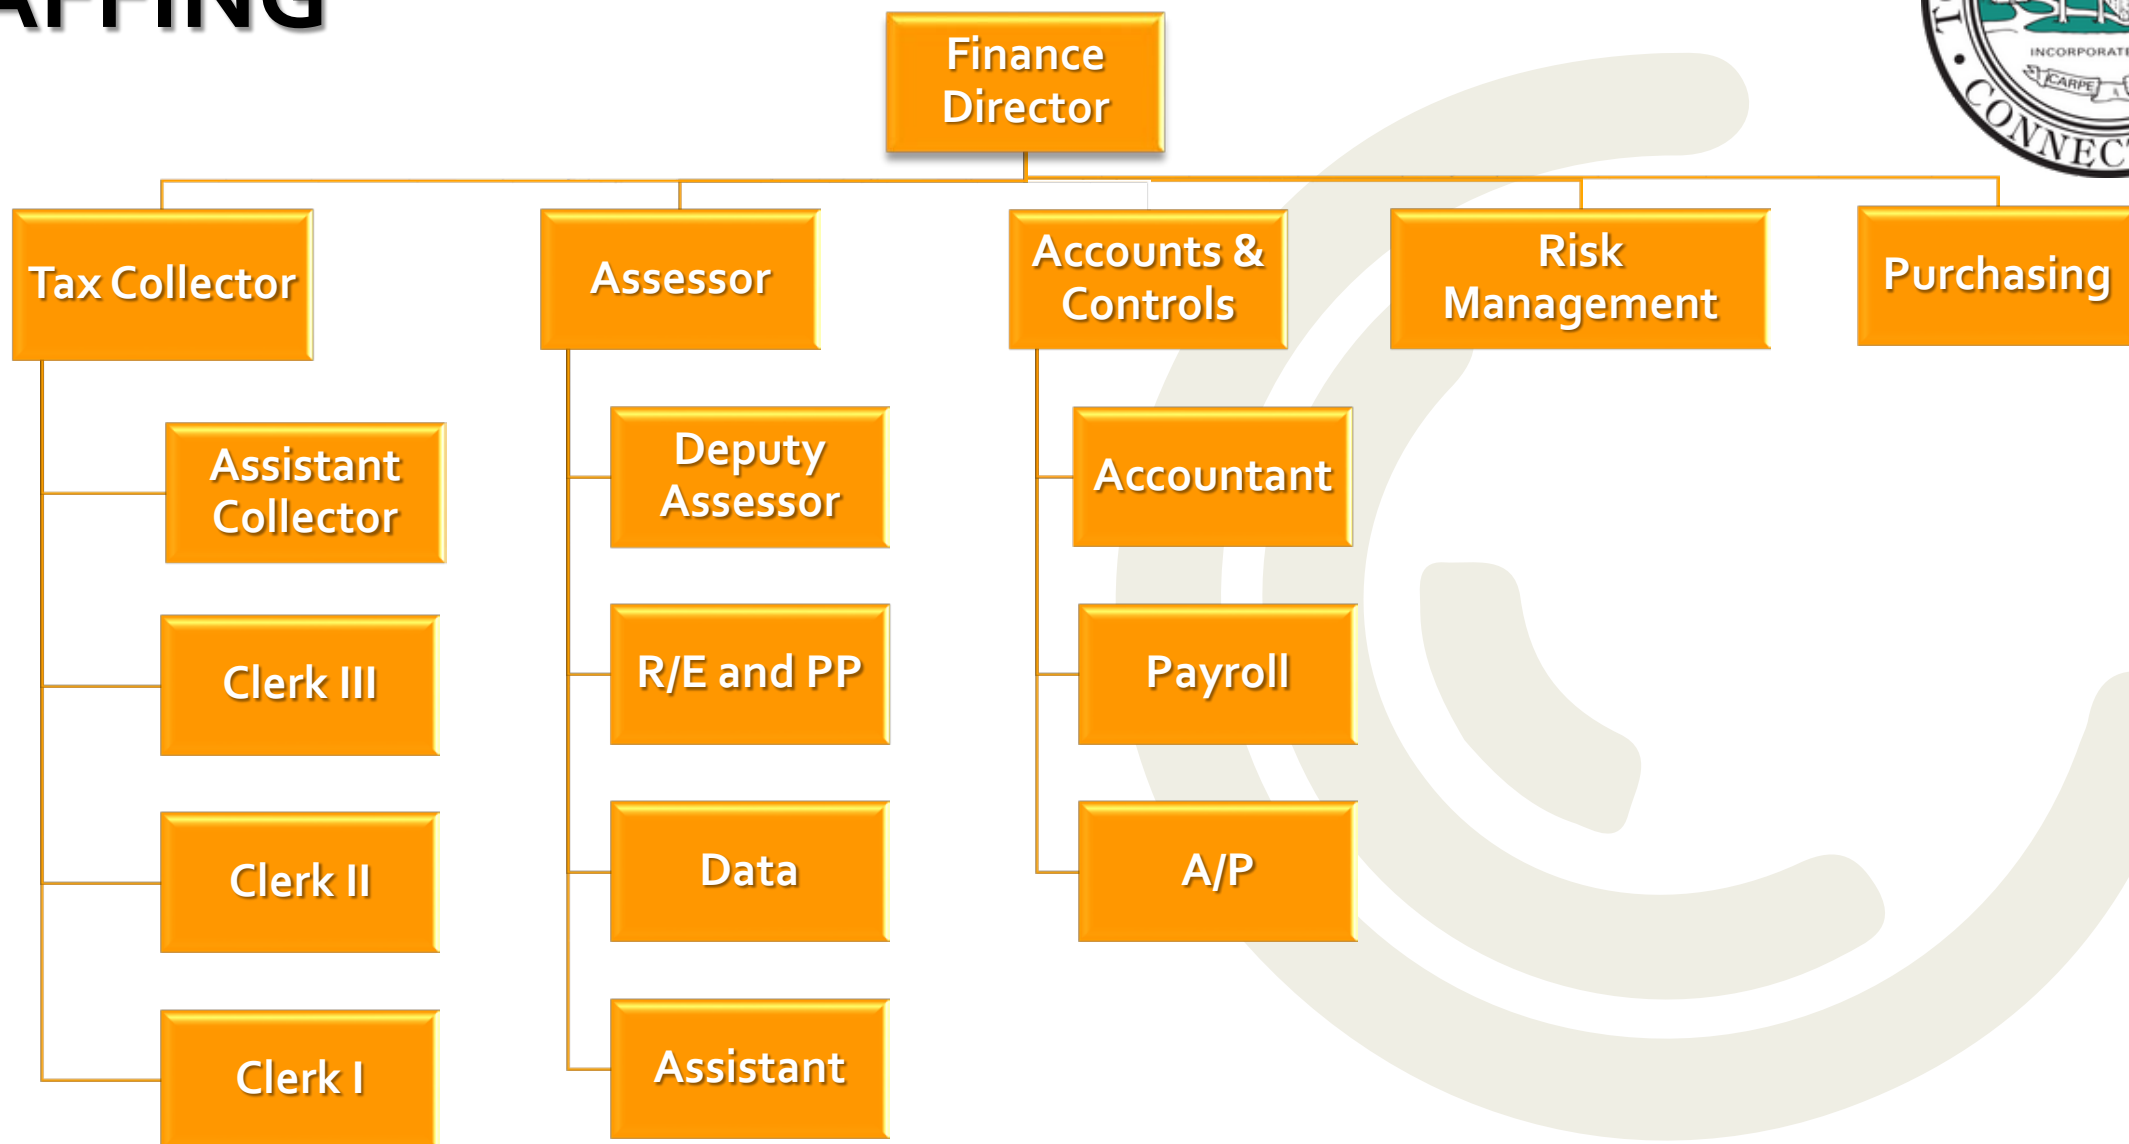 Finance
Director
INCORPORATE
CARPE
CONNEC
Tax Collector
Assessor
Accounts &
Controls
Risk
Management
Purchasing
Assistant
Collector
Deputy
Assessor
Accountant
Clerk III
R/E and PP
Payroll
Clerk II
Data
A/P
Clerk I
Assistant